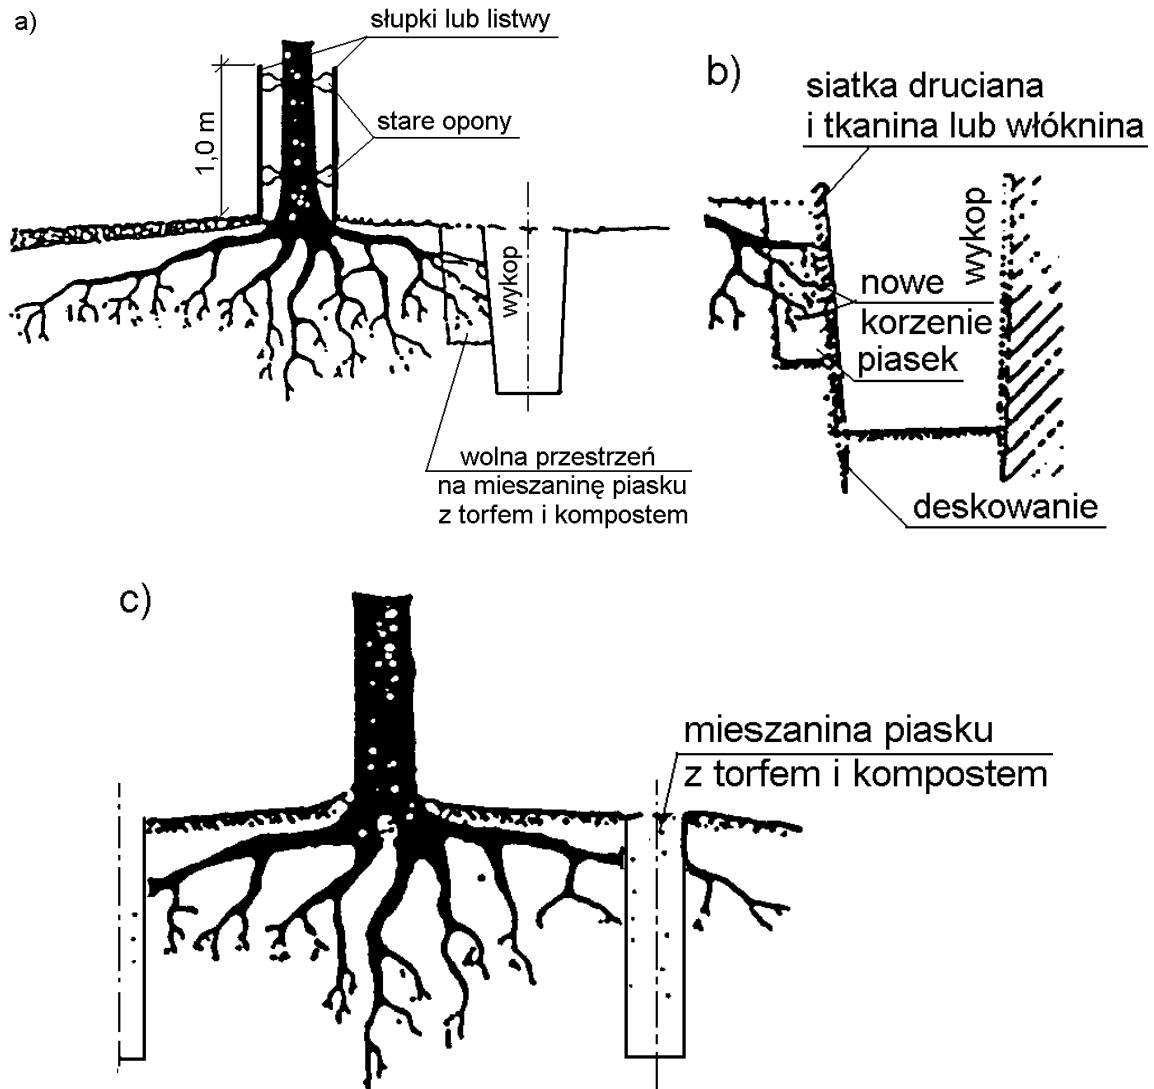 a)
słupki lub listwy
1,0 m
stare opony
wykop
wolna przestrzeń
na mieszaninę piasku
z torfem i kompostem
b)
siatka druciana
i tkanina lub włóknina
wykop
nowe
korzenie
piasek
deskowanie
c)
mieszanina piasku
z torfem i kompostem